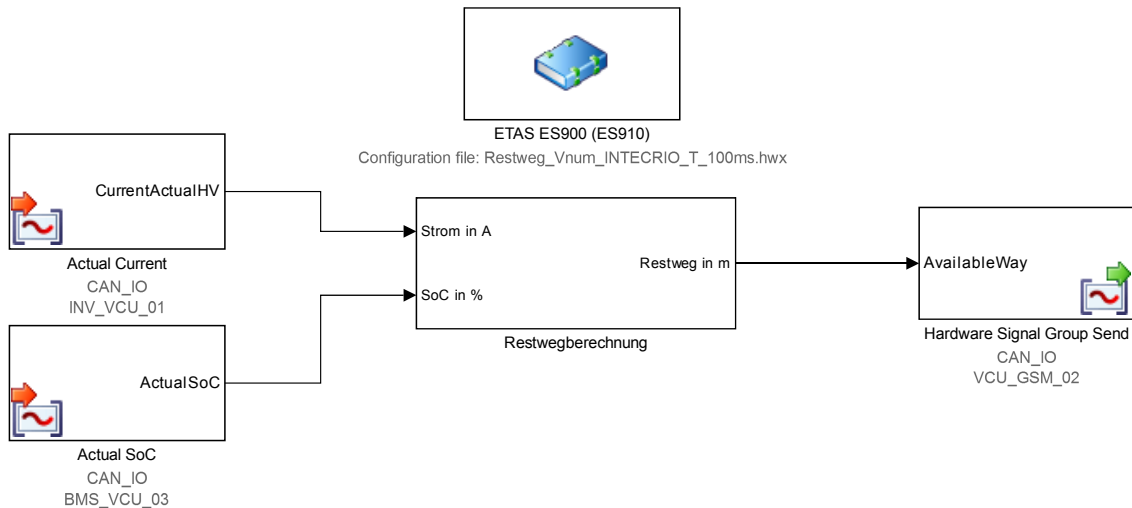 ETAS ES900 (ES910)
Configuration file: Restweg_Vnum_INTECRIO_T_100ms.hwx
CurrentActualHV
Actual Current
CAN_IO
INV_VCU_01
ActualSoC
Actual SoC
CAN_IO
BMS_VCU_03
Strom in A
SoC in %
Restweg in m
Restwegberechnung
AvailableWay
Hardware Signal Group Send
CAN_IO
VCU_GSM_02